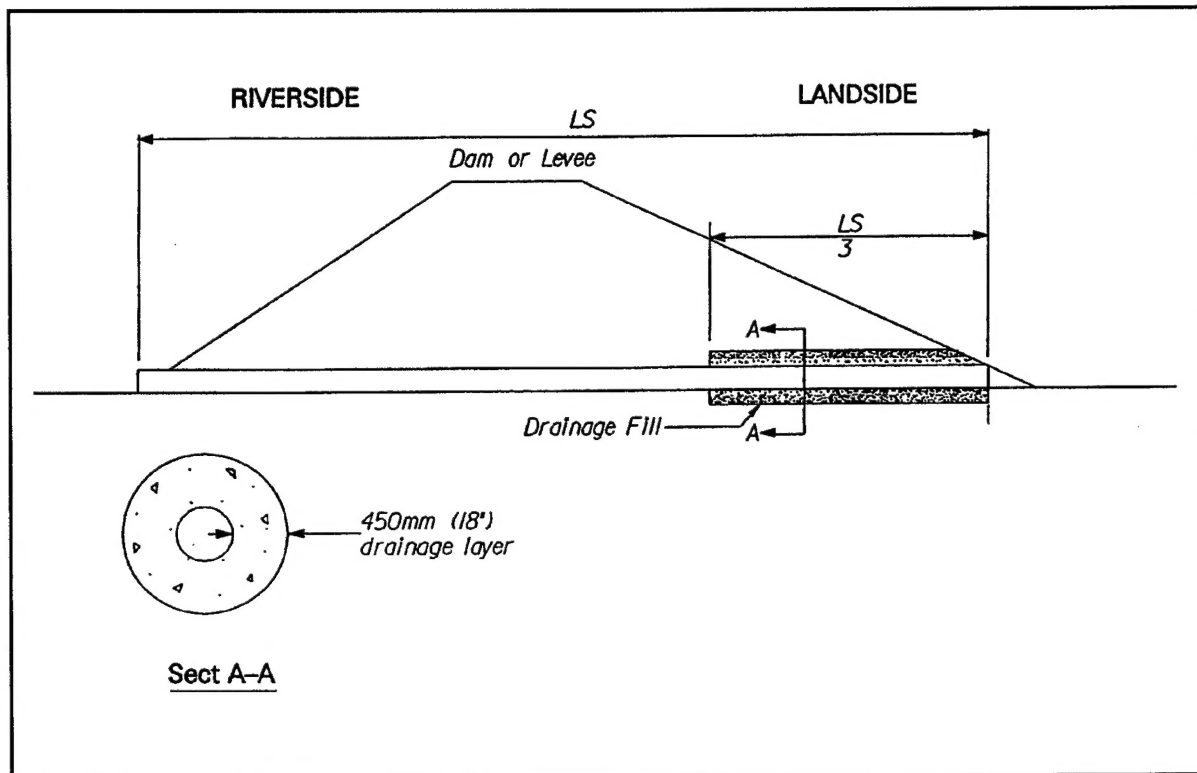 RIVERSIDE
LANDSIDE
LS
Dam or Levee
LS
3
A
Drainage Fill
A
450mm (18")
drainage layer
Sect A–A